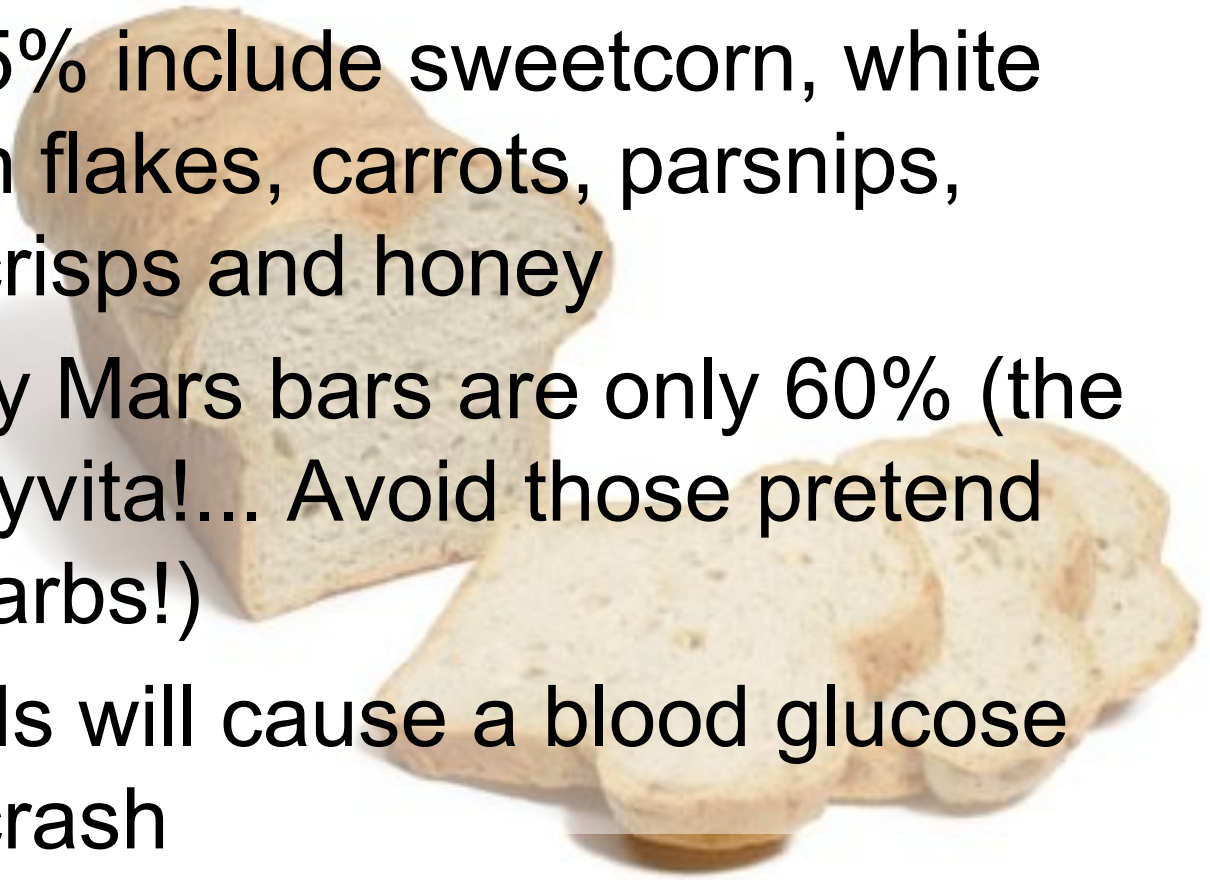 5% include sweetcorn, white
n flakes, carrots, parsnips,
crisps and honey
y Mars bars are only 60% (the
yvita!... Avoid those pretend
arbs!)
ls will cause a blood glucose
crash